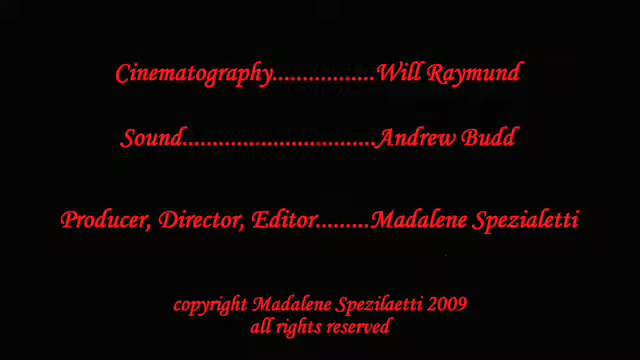 Cinematography.................Will Raymund
Sound.................................Andrew Budd
Producer, Director, Editor.........Madalene Spezialetti
copyright Madalene Spezilaetti 2009
all rights reserved